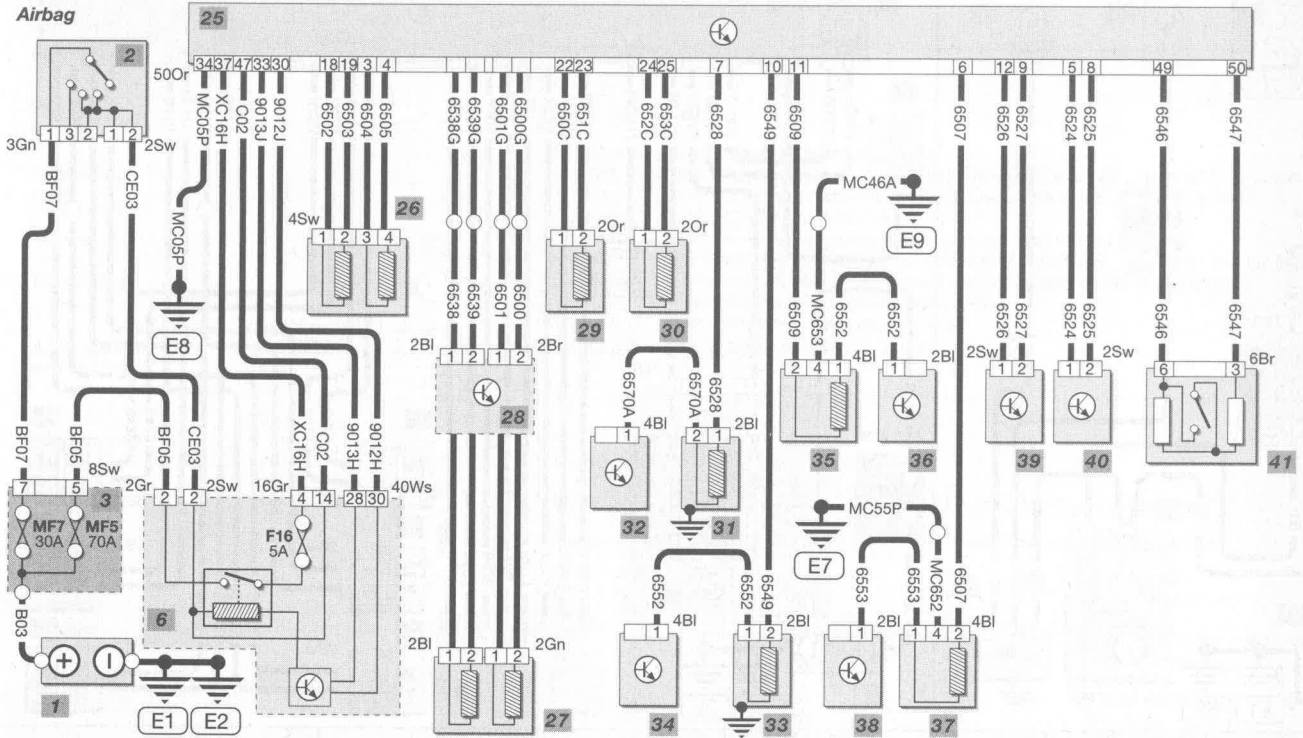 Airbag
25
2
50Or
34 37 47 33 30 18 19 3 4 22 23 24 25 7 10 11 6 12 9 5 8 49 50
MC05P XC16H C02 9013J 9012J 6502 6503 6504 6505 6538G 6539G 6501G 6500G 650C 651C 652C 653C 6528 6549 6509 6507 6526 6527 6524 6525 6546 6547
1 3 2 1 2
3Gn 2Sw
BF07 CE03
MC05P
E8
MC46A
E9
26
4Sw 1 2 3 4
1 2 2Or
29
1 2 2Or
30
6538 6539 6501 6500
2Bl 1 2 1 2 2Br
28
6509 MC653 6552 6552
2 4 1 4Bl
35
1 2Bl
36
6526 6527
2Sw 1 2
39
6524 6525
1 2 2Sw
40
6546 6547
6 3 6Br
41
6570A 6570A 6528
1 4Bl
32
2 1 2Bl
31
BF07 BF05 BF05 CE03
XC16H C02 9013H 9012H
7 5 8Sw
3
MF7 30A
MF5 70A
2Gr 2 2 2Sw
16Gr 4 14 28 30 40Ws
F16
5A
6
B03
1
E1 E2
2Bl 1 2 1 2 2Gn
27
MC55P
E7
6552 6552 6549
1 4Bl
34
1 2 2Bl
33
6553 6553 MC652 6507
1 2Bl
38
1 4 2 4Bl
37